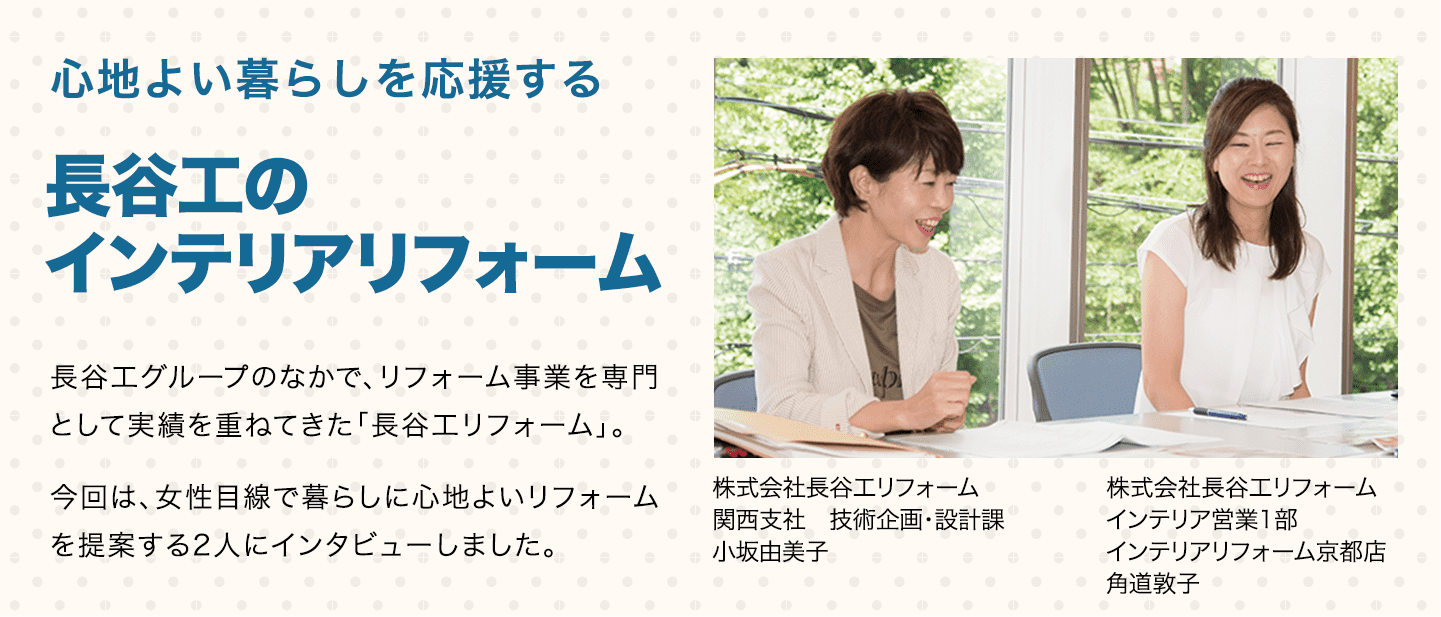 心地よい暮らしを応援する
長谷工の
インテリアリフォーム
長谷工グループのなかで、リフォーム事業を専門
として実績を重ねてきた「長谷工リフォーム」。
今回は、女性目線で暮らしに心地よいリフォーム
を提案する2人にインタビューしました。
株式会社長谷工リフォーム
関西支社　技術企画・設計課
小坂由美子
株式会社長谷工リフォーム
インテリア営業1部
インテリアリフォーム京都店
角道敦子